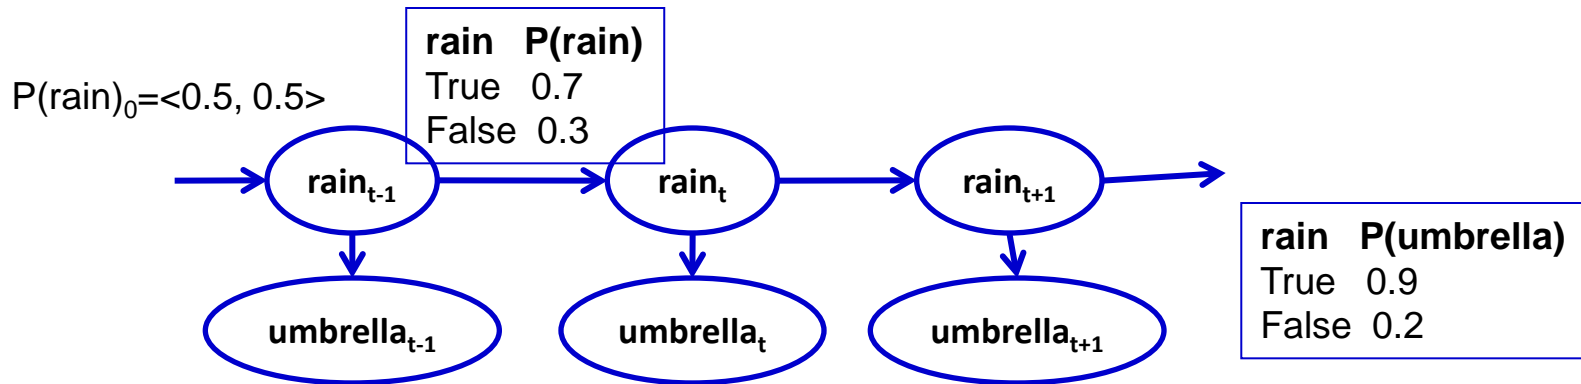 rain P(rain)
True 0.7
False 0.3
P(rain)₀=<0.5, 0.5>
rainₜ₋₁
rainₜ
rainₜ₊₁
rain P(umbrella)
True 0.9
False 0.2
umbrellaₜ₋₁
umbrellaₜ
umbrellaₜ₊₁